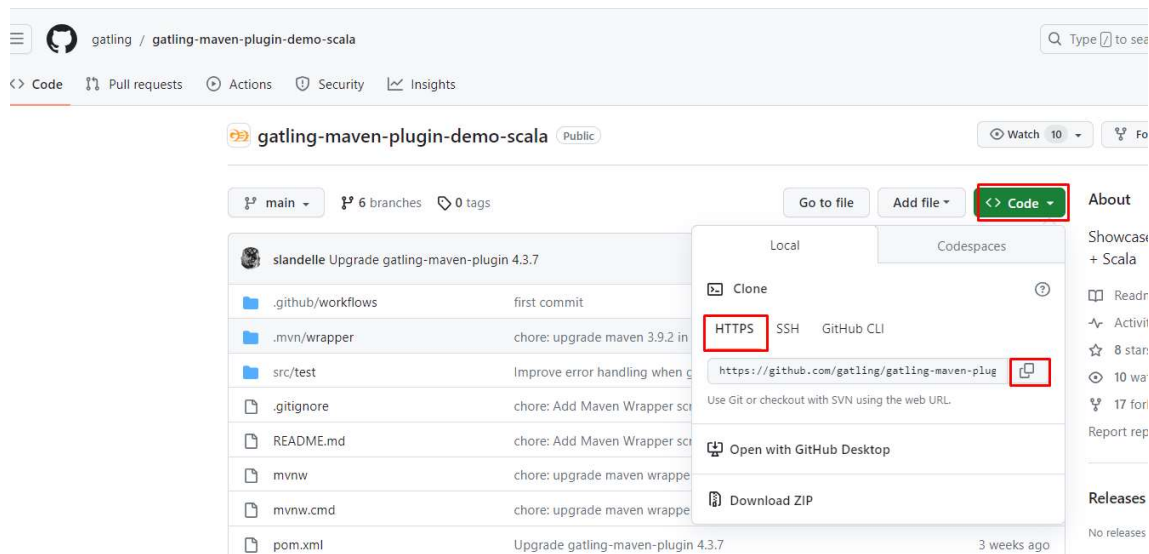 gatling / gatling-maven-plugin-demo-scala
Type / to sea
<> Code Pull requests Actions Security Insights
gatling-maven-plugin-demo-scala Public
Watch 10
Fo
main 6 branches 0 tags
Go to file Add file <> Code
About
Local Codespaces
Showcase
+ Scala
slandelle Upgrade gatling-maven-plugin 4.3.7
Clone
Readm
.github/workflows first commit
HTTPS SSH GitHub CLI
Activit
.mvn/wrapper chore: upgrade maven 3.9.2 in
8 stars
src/test Improve error handling when g
https://github.com/gatling/gatling-maven-plug
10 wa
Use Git or checkout with SVN using the web URL.
.gitignore chore: Add Maven Wrapper scr
17 for
README.md chore: Add Maven Wrapper scr
Report rep
Open with GitHub Desktop
mvnw chore: upgrade maven wrappe
Download ZIP
Releases
mvnw.cmd chore: upgrade maven wrappe
No releases
pom.xml Upgrade gatling-maven-plugin 4.3.7 3 weeks ago